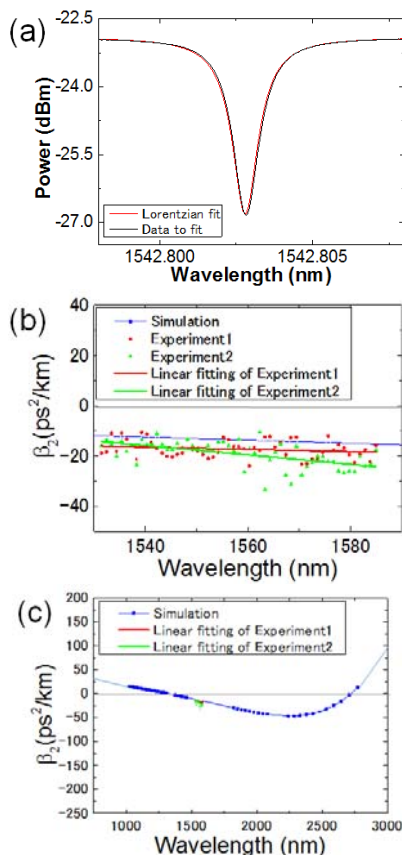 (a)
-22.5
-24.0
-25.5
-27.0
Power (dBm)
Lorentzian fit
Data to fit
1542.800
1542.805
Wavelength (nm)
(b)
40
20
0
-20
-40
β2(ps²/km)
Simulation
Experiment1
Experiment2
Linear fitting of Experiment1
Linear fitting of Experiment2
1540
1560
1580
Wavelength (nm)
(c)
200
150
100
50
0
-50
-100
-150
-200
-250
β2(ps²/km)
Simulation
Linear fitting of Experiment1
Linear fitting of Experiment2
1000
1500
2000
2500
3000
Wavelength (nm)